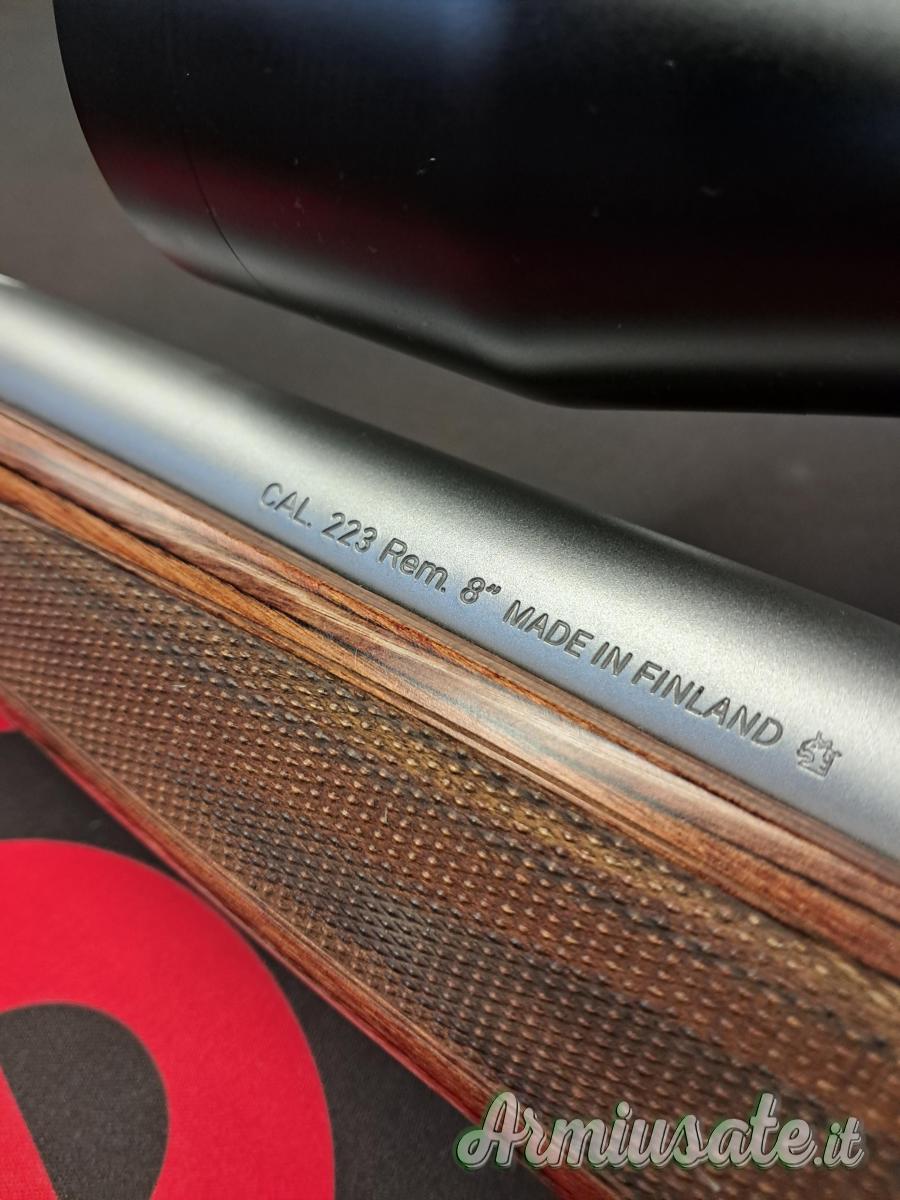 CAL. 223 Rem. 8" MADE IN FINLAND
Armiusate.it